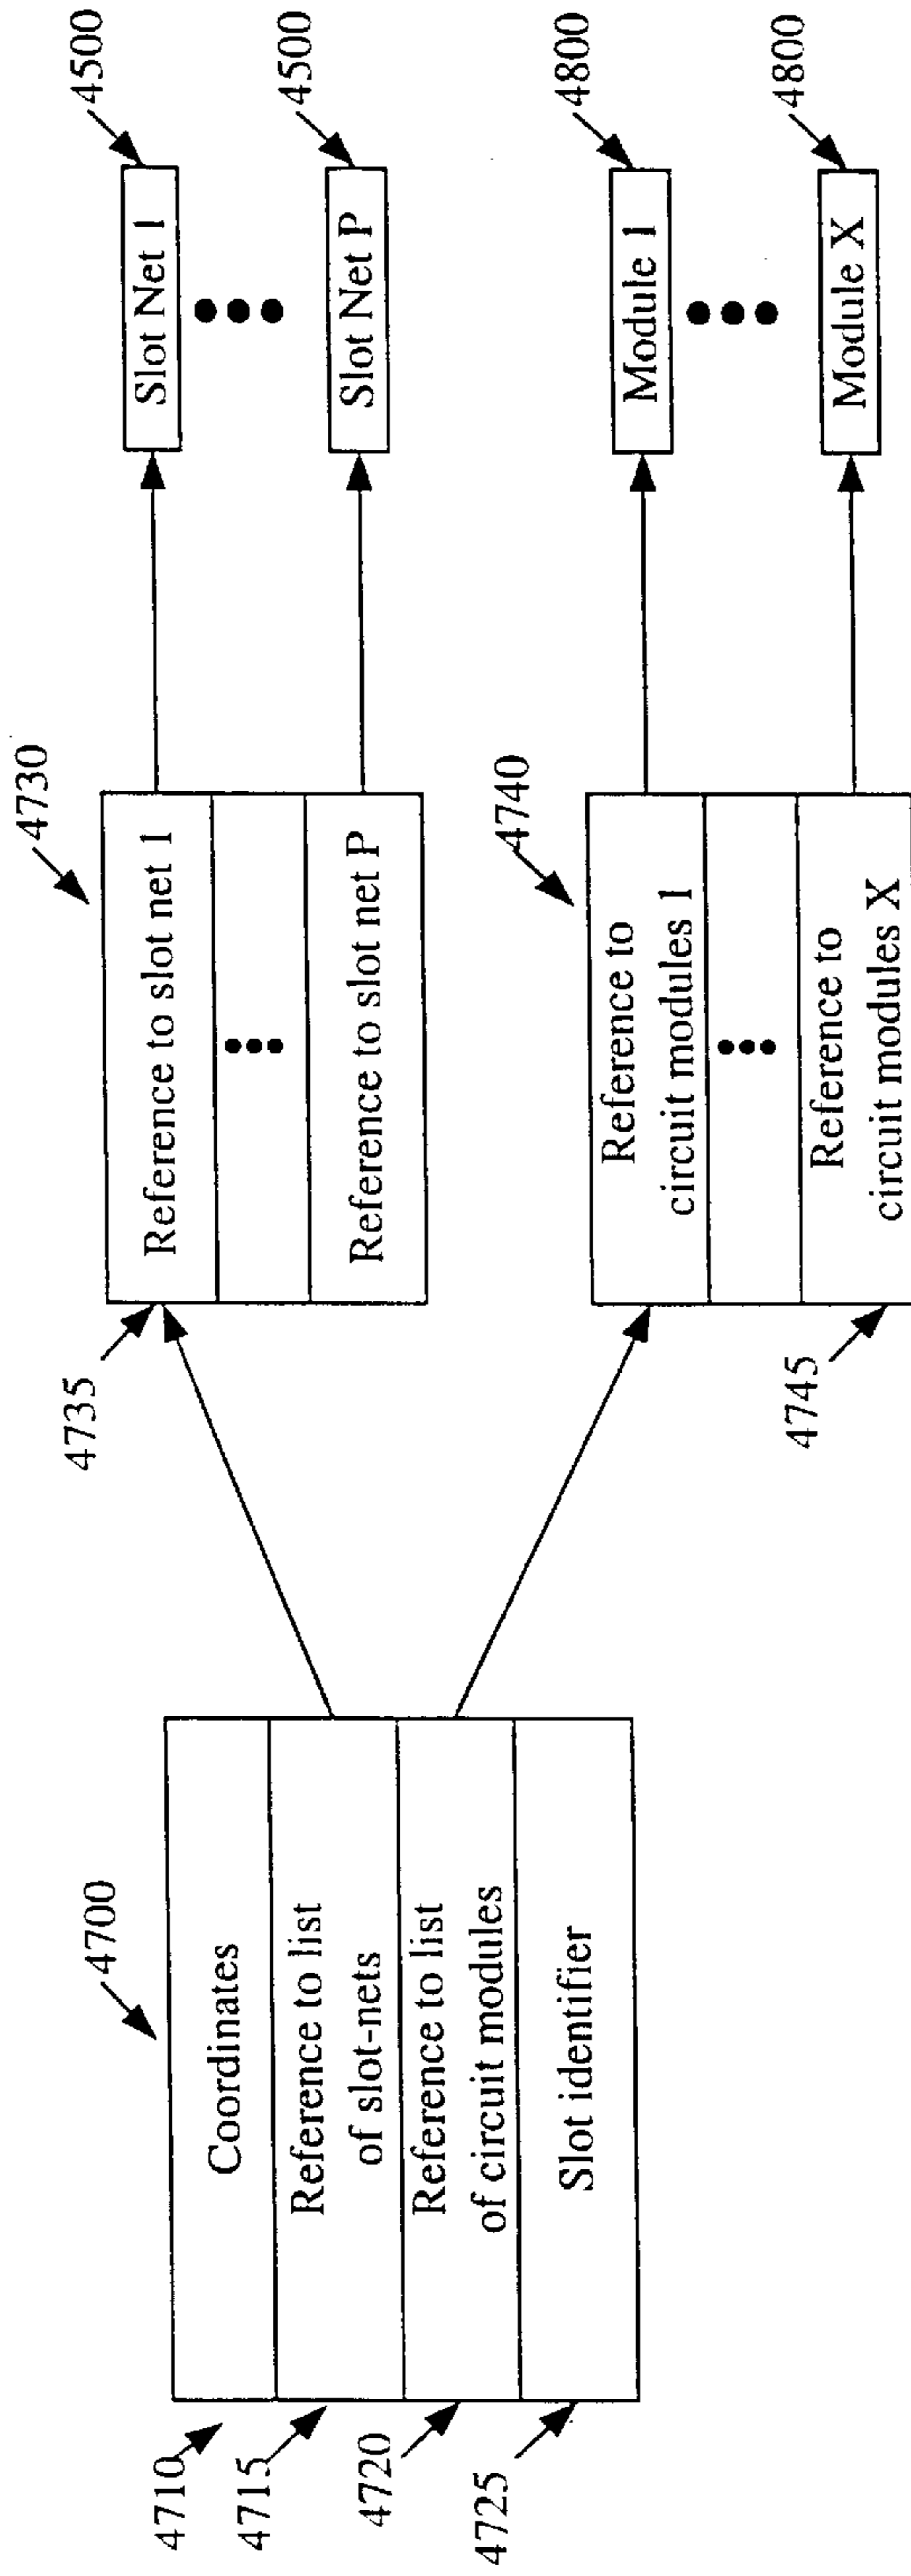 4700
4710
Coordinates
4715
Reference to list
of slot-nets
4720
Reference to list
of circuit modules
4725
Slot identifier
4730
4735
Reference to slot net 1
Reference to slot net P
4740
Reference to
circuit modules 1
4745
Reference to
circuit modules X
Slot Net 1
4500
Slot Net P
4500
Module 1
4800
Module X
4800